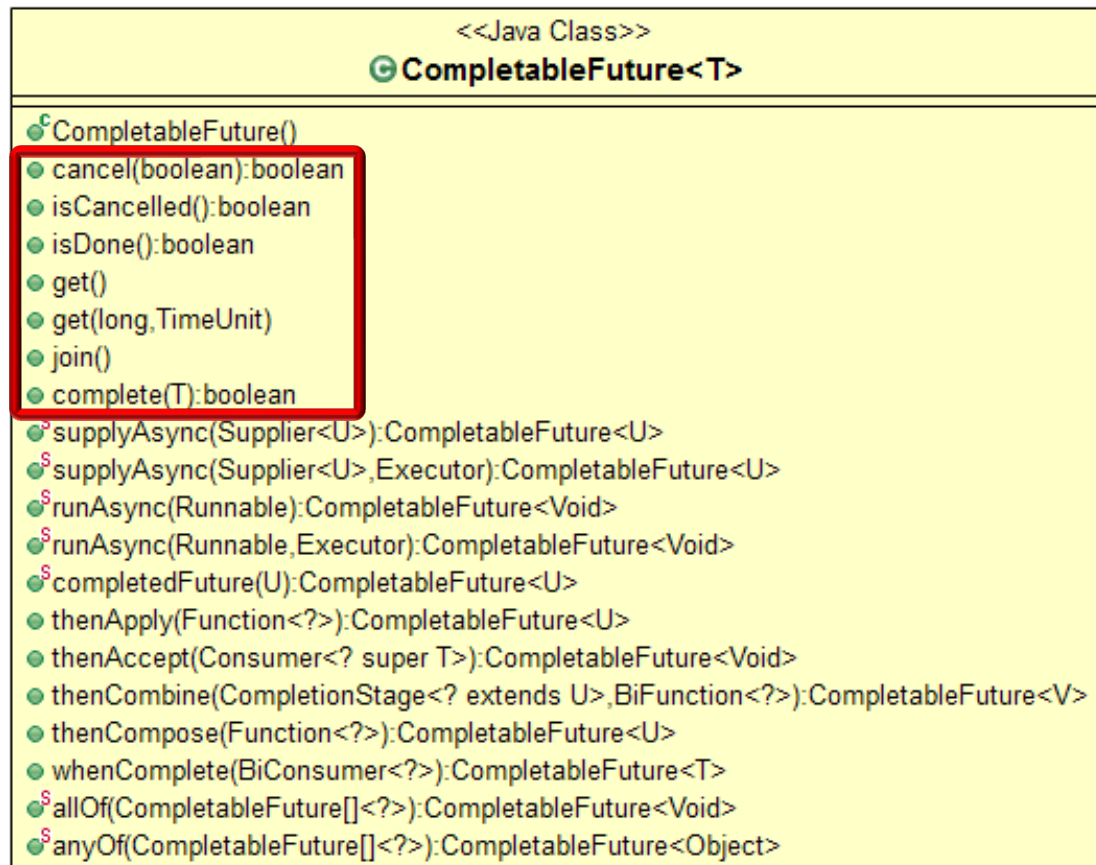 <<Java Class>>
CompletableFuture<T>
CompletableFuture()
cancel(boolean):boolean
isCancelled():boolean
isDone():boolean
get()
get(long,TimeUnit)
join()
complete(T):boolean
supplyAsync(Supplier<U>):CompletableFuture<U>
supplyAsync(Supplier<U>,Executor):CompletableFuture<U>
runAsync(Runnable):CompletableFuture<Void>
runAsync(Runnable,Executor):CompletableFuture<Void>
completedFuture(U):CompletableFuture<U>
thenApply(Function<?>):CompletableFuture<U>
thenAccept(Consumer<? super T>):CompletableFuture<Void>
thenCombine(CompletionStage<? extends U>,BiFunction<?>):CompletableFuture<V>
thenCompose(Function<?>):CompletableFuture<U>
whenComplete(BiConsumer<?>):CompletableFuture<T>
allOf(CompletableFuture[]<?>):CompletableFuture<Void>
anyOf(CompletableFuture[]<?>):CompletableFuture<Object>